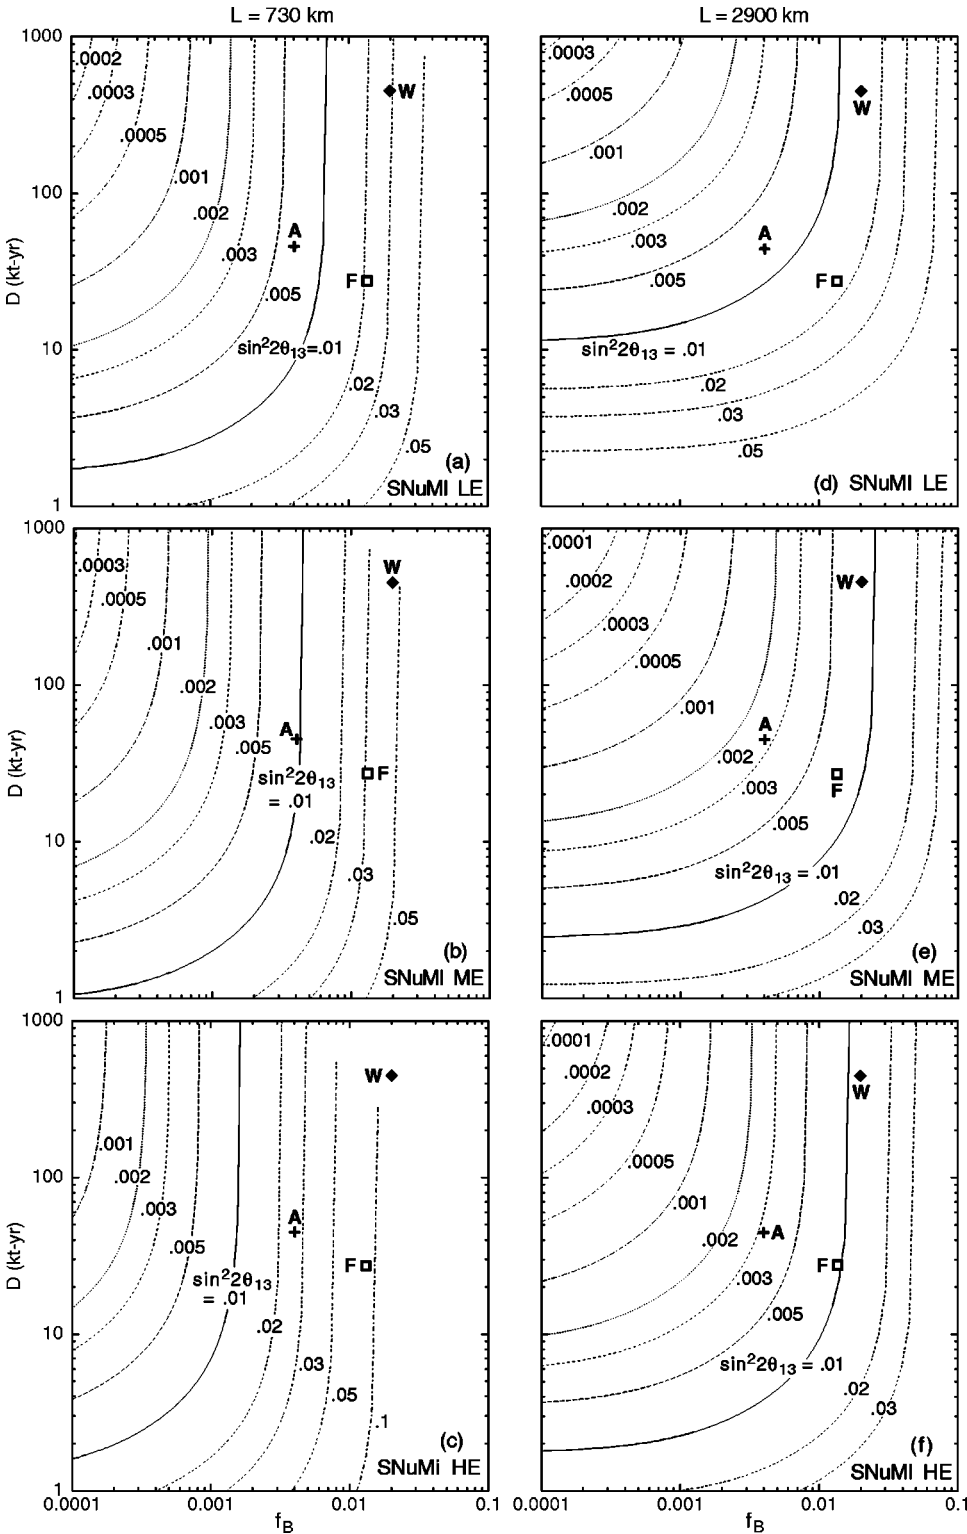 L = 730 km
L = 2900 km
1000
100
10
1
D (kt-yr)
.0002
.0003
.0005
.001
.002
.003
.005
sin²2θ₁₃=.01
.02
.03
.05
A
F
W
(a)
SNuMI LE
.0003
.0005
.001
.002
.003
.005
sin²2θ₁₃ = .01
.02
.03
.05
A
F
W
(d) SNuMI LE
1000
100
10
1
D (kt-yr)
.0003
.0005
.001
.002
.003
.005
sin²2θ₁₃
= .01
.02
.03
.05
A
F
W
(b)
SNuMI ME
.0001
.0002
.0003
.0005
.001
.002
.003
.005
sin²2θ₁₃ = .01
.02
.03
A
F
W
(e)
SNuMI ME
1000
100
10
1
D (kt-yr)
.001
.002
.003
.005
sin²2θ₁₃
= .01
.02
.03
.05
.1
A
F
W
(c)
SNuMi HE
.0001
.0002
.0003
.0005
.001
.002
.003
.005
sin²2θ₁₃ = .01
.02
.03
A
F
W
(f)
SNuMI HE
0.0001
0.001
0.01
0.1
f_B
0.0001
0.001
0.01
0.1
f_B